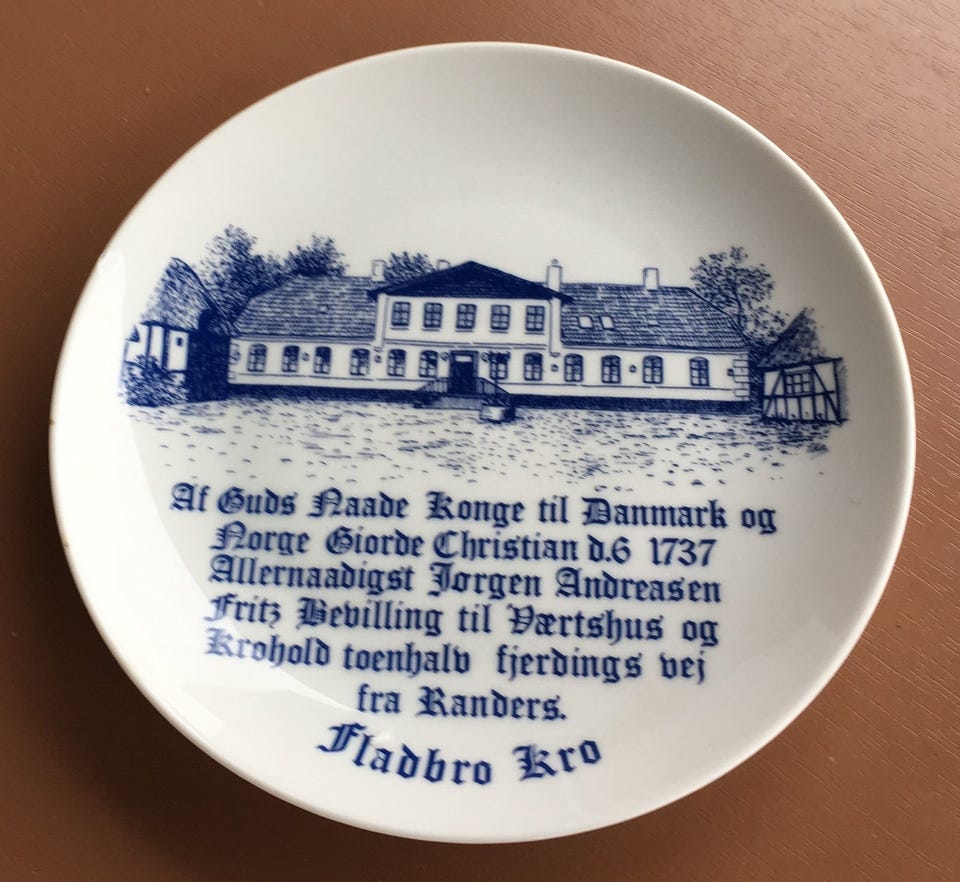 Af Guds Naade Konge til Danmark og
Norge Giorde Christian d.6 1737
Allernaadigst Jørgen Andreasen
Fritz Bevilling til Værtshus og
Krohold toenhalv fjerdings vej
fra Randers.
Fladbro Kro